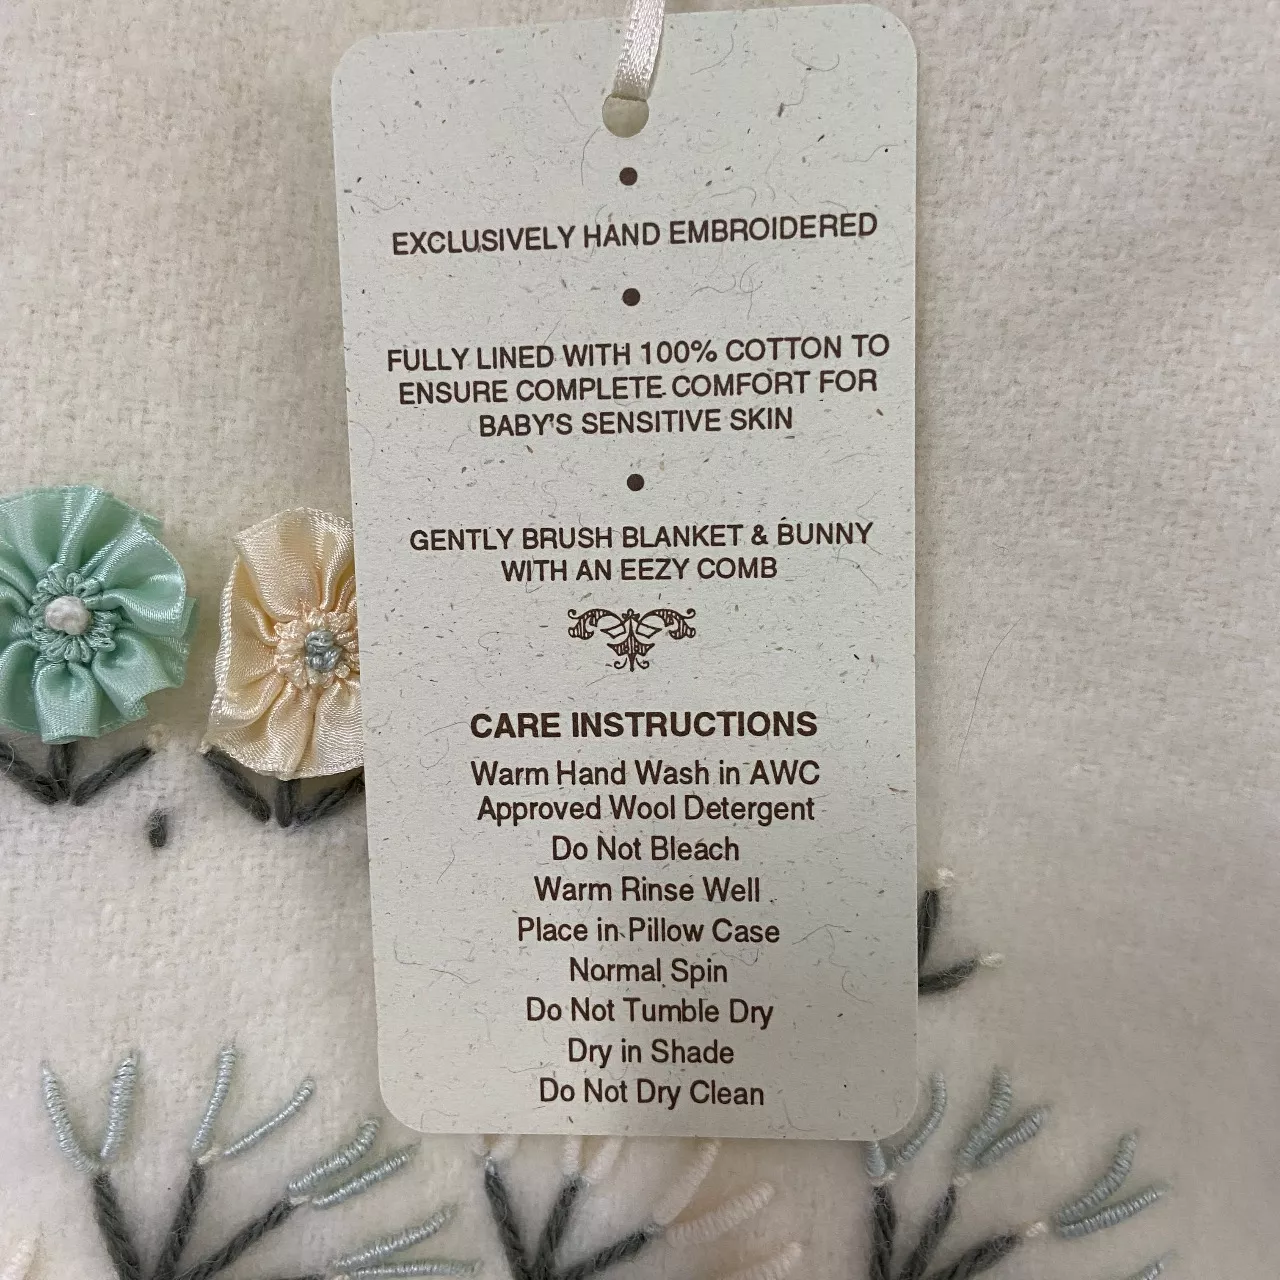 EXCLUSIVELY HAND EMBROIDERED
FULLY LINED WITH 100% COTTON TO
ENSURE COMPLETE COMFORT FOR
BABY'S SENSITIVE SKIN
GENTLY BRUSH BLANKET & BUNNY
WITH AN EEZY COMB
CARE INSTRUCTIONS
Warm Hand Wash in AWC
Approved Wool Detergent
Do Not Bleach
Warm Rinse Well
Place in Pillow Case
Normal Spin
Do Not Tumble Dry
Dry in Shade
Do Not Dry Clean